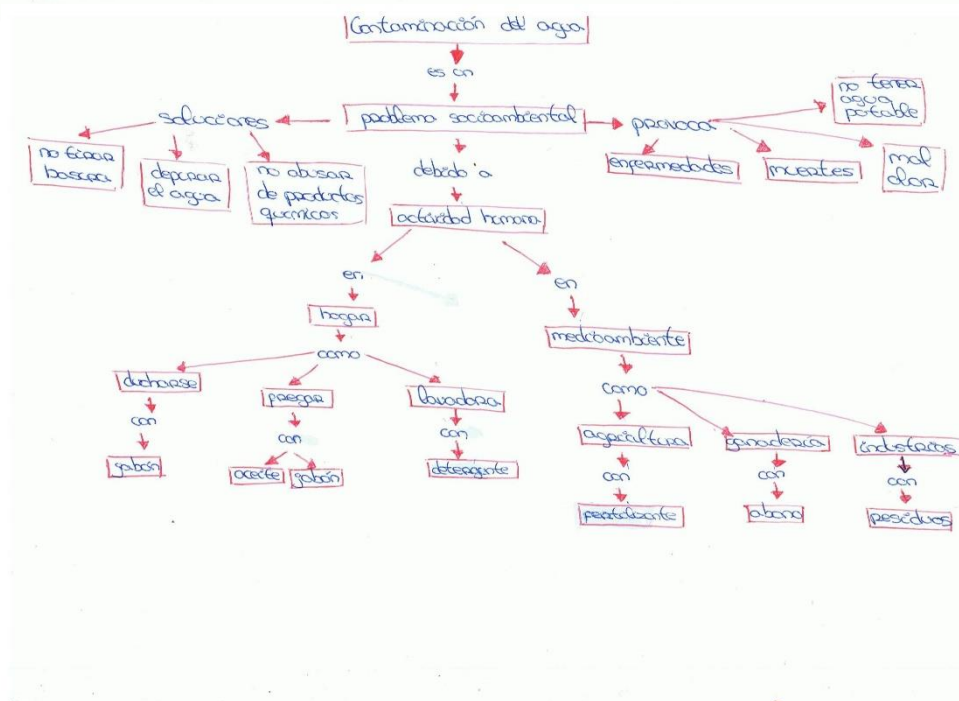 Contaminación del agua
es un
problema socioambiental
soluciones
provoca
no tener
agua
potable
no tirar
basura
depurar
el agua
no abusar
de productos
químicos
debido a
enfermedades
muertes
mal
olor
actividad humana
en
en
hogar
medioambiente
como
como
ducharse
fregar
lavadora
agricultura
ganadería
industrias
con
con
con
con
con
con
jabón
aceite
jabón
detergente
fertilizante
abono
residuos